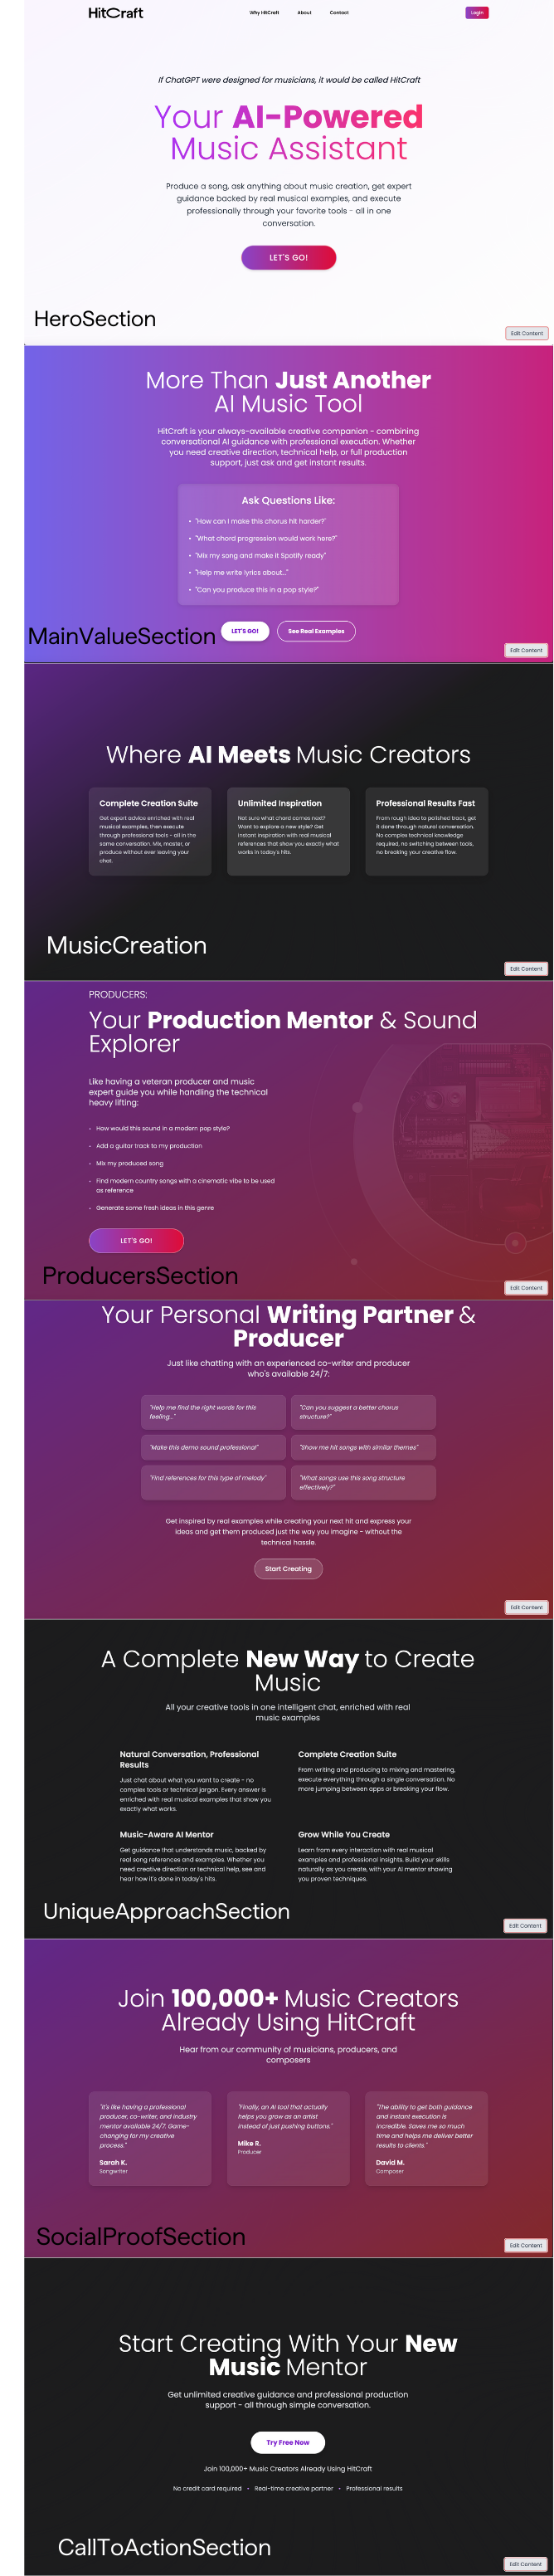 HitCraft
Why HitCraft About Contact
Login
If ChatGPT were designed for musicians, it would be called HitCraft
Your AI-Powered
Music Assistant
Produce a song, ask anything about music creation, get expert
guidance backed by real musical examples, and execute
professionally through your favorite tools - all in one
conversation.
LET'S GO!
HeroSection
Edit Content
More Than Just Another
AI Music Tool
HitCraft is your always-available creative companion - combining
conversational AI guidance with professional execution. Whether
you need creative direction, technical help, or full production
support, just ask and get instant results.
Ask Questions Like:
• "How can I make this chorus hit harder?"
• "What chord progression would work here?"
• "Mix my song and make it Spotify ready"
• "Help me write lyrics about..."
• "Can you produce this in a pop style?"
MainValueSection
LET'S GO!
See Real Examples
Edit Content
Where AI Meets Music Creators
Complete Creation Suite
Get expert advice enriched with real
musical examples, then execute
through professional tools - all in the
same conversation. Mix, master, or
produce without ever leaving your
chat.
Unlimited Inspiration
Not sure what chord comes next?
Want to explore a new style? Get
instant inspiration with real musical
references that show you exactly what
works in today's hits.
Professional Results Fast
From rough idea to polished track, get
it done through natural conversation.
No complex technical knowledge
required, no switching between tools,
no breaking your creative flow.
MusicCreation
Edit Content
PRODUCERS:
Your Production Mentor & Sound
Explorer
Like having a veteran producer and music
expert guide you while handling the technical
heavy lifting:
• How would this sound in a modern pop style?
• Add a guitar track to my production
• Mix my produced song
• Find modern country songs with a cinematic vibe to be used
as reference
• Generate some fresh ideas in this genre
LET'S GO!
ProducersSection
Edit Content
Your Personal Writing Partner &
Producer
Just like chatting with an experienced co-writer and producer
who's available 24/7:
"Help me find the right words for this
feeling..."
"Can you suggest a better chorus
structure?"
"Make this demo sound professional"
"Show me hit songs with similar themes"
"Find references for this type of melody"
"What songs use this song structure
effectively?"
Get inspired by real examples while creating your next hit and express your
ideas and get them produced just the way you imagine - without the
technical hassle.
Start Creating
Edit Content
A Complete New Way to Create
Music
All your creative tools in one intelligent chat, enriched with real
music examples
Natural Conversation, Professional
Results
Just chat about what you want to create - no
complex tools or technical jargon. Every answer is
enriched with real musical examples that show you
exactly what works.
Complete Creation Suite
From writing and producing to mixing and mastering,
execute everything through a single conversation. No
more jumping between apps or breaking your flow.
Music-Aware AI Mentor
Get guidance that understands music, backed by
real song references and examples. Whether you
need creative direction or technical help, see and
hear how it's done in today's hits.
Grow While You Create
Learn from every interaction with real musical
examples and professional insights. Build your skills
naturally as you create, with your AI mentor showing
you proven techniques.
UniqueApproachSection
Edit Content
Join 100,000+ Music Creators
Already Using HitCraft
Hear from our community of musicians, producers, and
composers
"It's like having a professional
producer, co-writer, and industry
mentor available 24/7. Game-
changing for my creative
process."
Sarah K.
Songwriter
"Finally, an AI tool that actually
helps you grow as an artist
instead of just pushing buttons."
Mike R.
Producer
"The ability to get both guidance
and instant execution is
incredible. Saves me so much
time and helps me deliver better
results to clients."
David M.
Composer
SocialProofSection
Edit Content
Start Creating With Your New
Music Mentor
Get unlimited creative guidance and professional production
support - all through simple conversation.
Try Free Now
Join 100,000+ Music Creators Already Using HitCraft
No credit card required • Real-time creative partner • Professional results
CallToActionSection
Edit Content